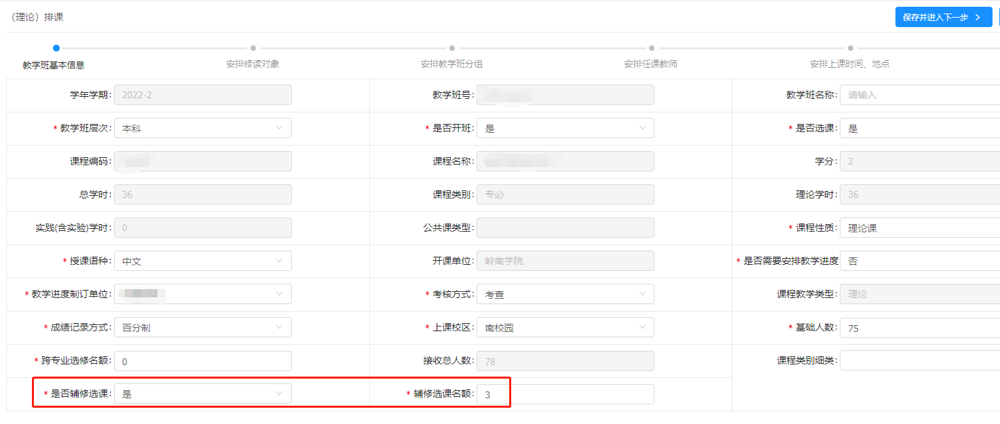 （理论）排课
保存并进入下一步
教学班基本信息 安排修读对象 安排教学班分组 安排任课教师 安排上课时间、地点
学年学期: 2022-2 教学班号: 教学班名称: 请输入
* 教学班层次: 本科 * 是否开班: 是 * 是否选课: 是
课程编码: 课程名称: 学分: 2
总学时: 36 课程类别: 专必 理论学时: 36
实践(含实验)学时: 0 公共课类型: * 课程性质: 理论课
* 授课语种: 中文 开课单位: 岭南学院 * 是否需要安排教学进度 否
* 教学进度制订单位: * 考核方式: 考查 课程教学类型: 理论
* 成绩记录方式: 百分制 * 上课校区: 南校园 * 基础人数: 75
* 跨专业选修名额: 0 接收总人数: 78 课程类别细类:
* 是否辅修选课: 是 * 辅修选课名额: 3